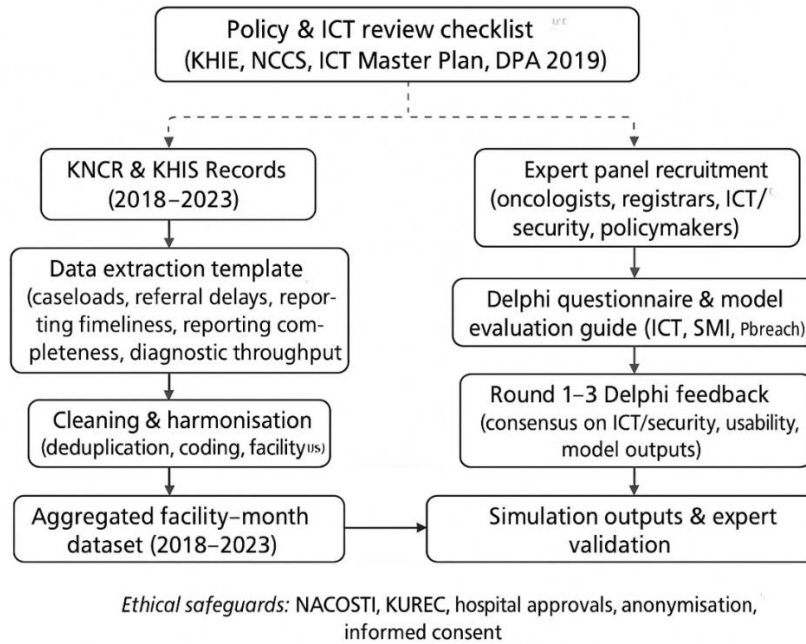 Policy & ICT review checklist
(KHIE, NCCS, ICT Master Plan, DPA 2019)
KNCR & KHIS Records
(2018–2023)
Data extraction template
(caseloads, referral delays, repor-
ting fimeliness, reporting com-
pleteness, diagnostic throughput
Cleaning & harmonisation
(deduplication, coding, facility
Aggregated facility–month
dataset (2018–2023)
Expert panel recruitment
(oncologists, registrars, ICT/
security, policymakers)
Delphi questionnaire & model
evaluation guide (ICT, SMI, Pbreach)
Round 1–3 Delphi feedback
(consensus on ICT/security, usability,
model outputs)
Simulation outputs & expert
validation
Ethical safeguards: NACOSTI, KUREC, hospital approvals, anonymisation,
informed consent